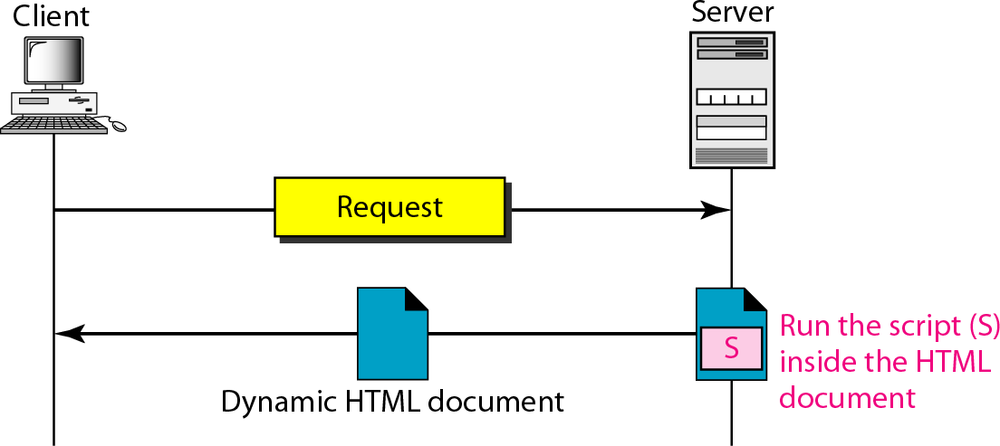 Client
Server
Request
S
Run the script (S)
inside the HTML
document
Dynamic HTML document